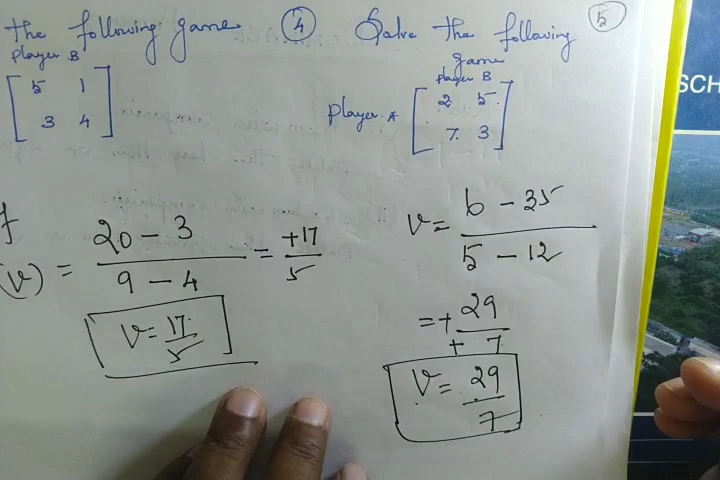 the following game
player B
5 1
3 4
(V) = 20 - 3 / 9 - 4 = +17 / 5
V = 17 / 5
4 Solve the following
game
player B
player A 2 5
7 3
5
V = 6 - 35 / 5 - 12
= + 29 / + 7
V = 29 / 7
SCH